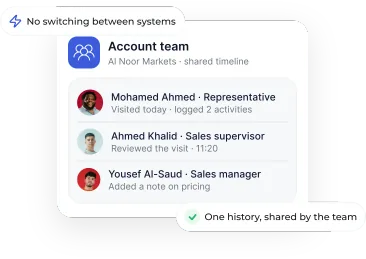 No switching between systems
Account team
Al Noor Markets · shared timeline
Mohamed Ahmed · Representative
Visited today · logged 2 activities
Ahmed Khalid · Sales supervisor
Reviewed the visit · 11:20
Yousef Al-Saud · Sales manager
Added a note on pricing
One history, shared by the team